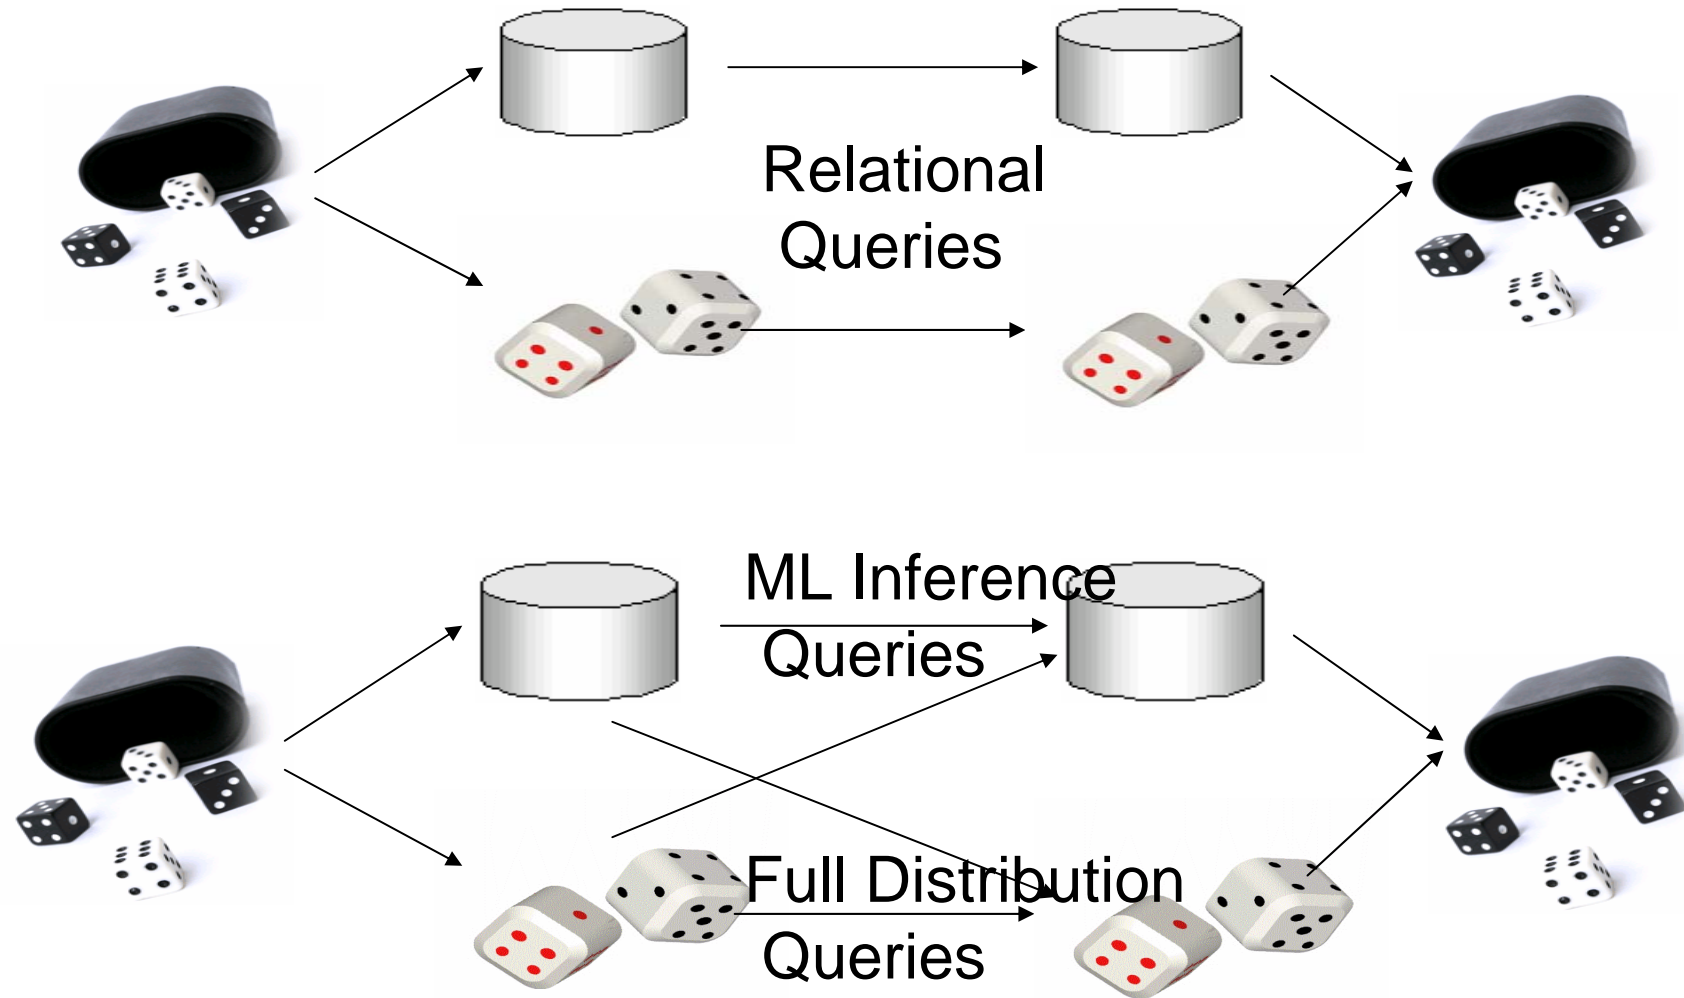 Relational
Queries
ML Inference
Queries
Full Distribution
Queries